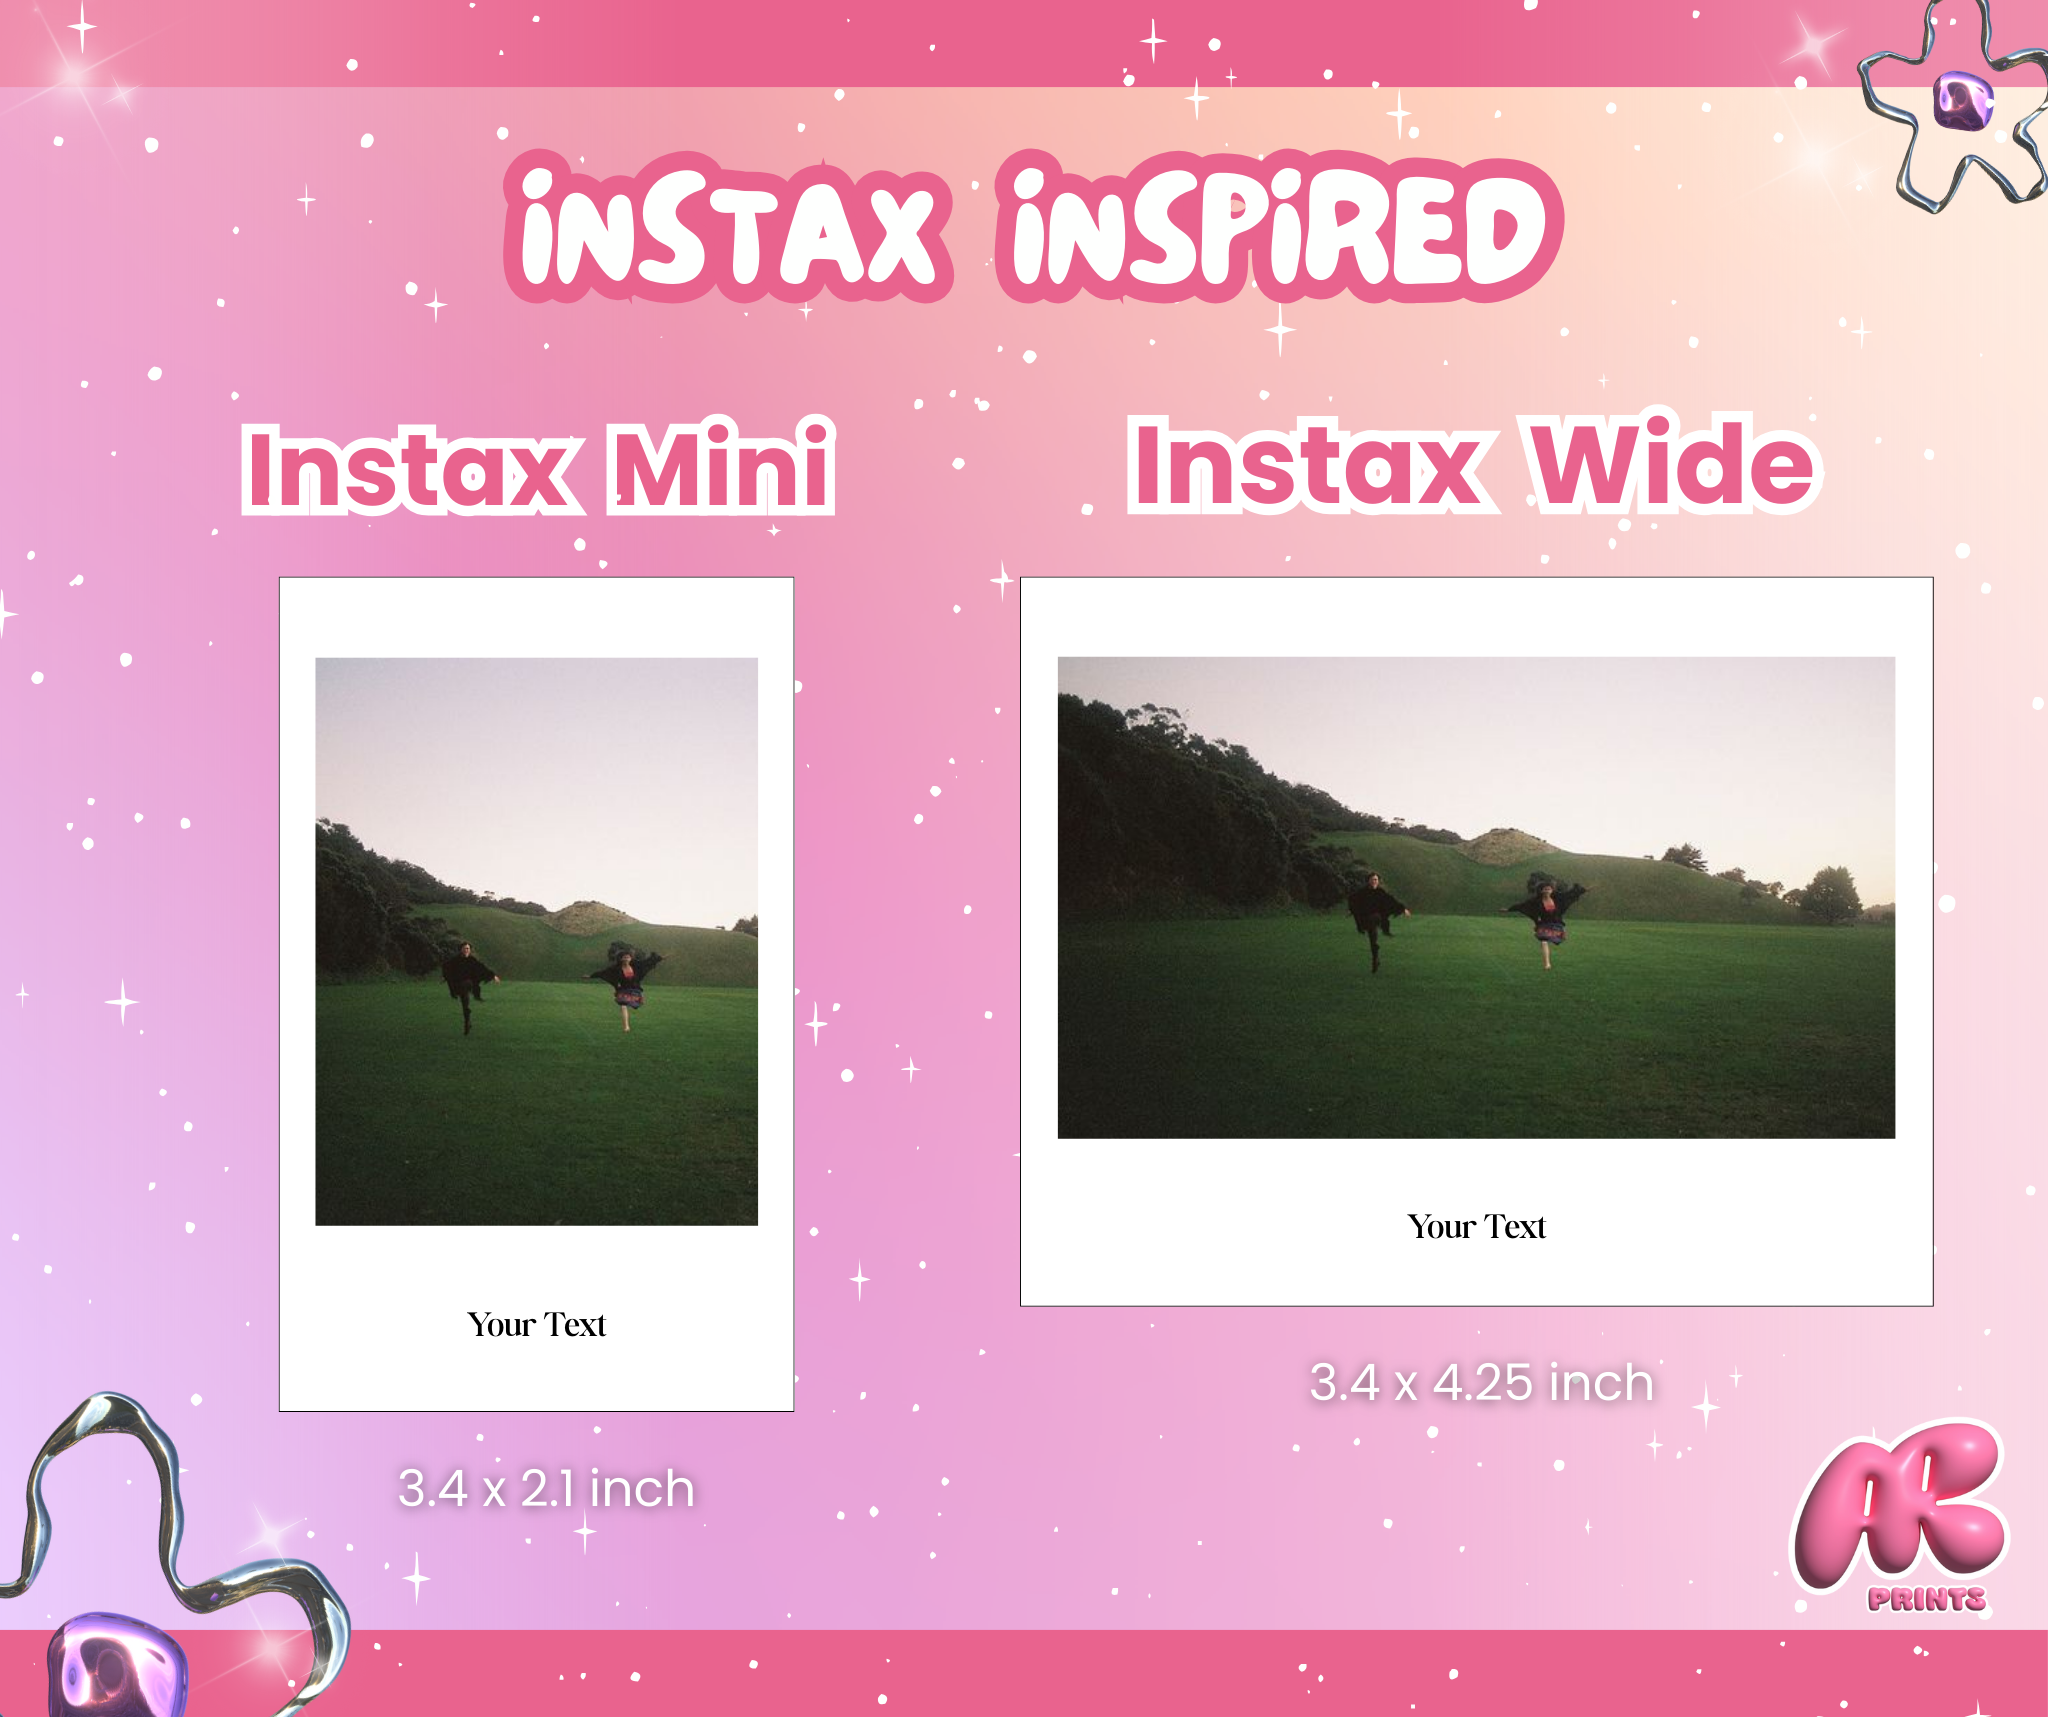 iNSTAX iNSPiRED
Instax Mini
Instax Wide
Your Text
3.4 x 2.1 inch
Your Text
3.4 x 4.25 inch
AC
PRINTS